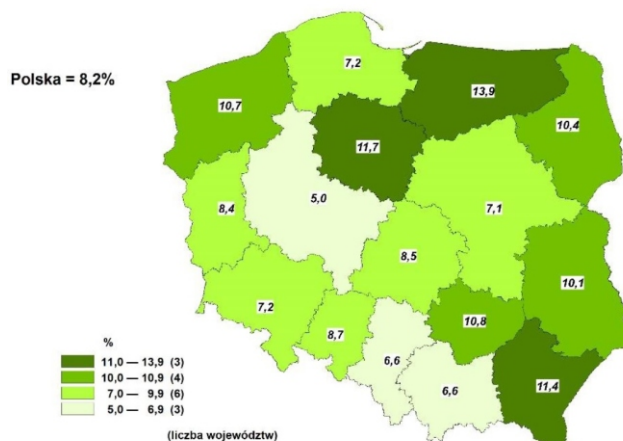 7,2
Polska = 8,2%
13,9
10,7
10,4
11,7
5,0
7,1
8,4
8,5
10,1
7,2
10,8
8,7
6,6
6,6
11,4
%
11,0 — 13,9 (3)
10,0 — 10,9 (4)
7,0 — 9,9 (6)
5,0 — 6,9 (3)
(liczba województw)